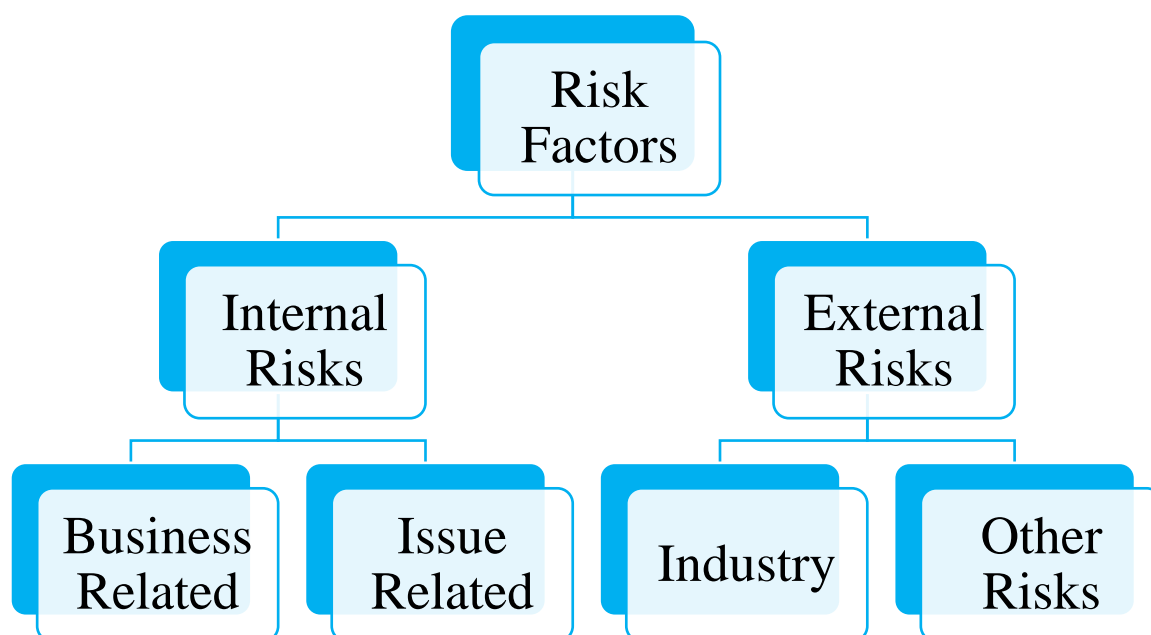 Risk
Factors
Internal
Risks
External
Risks
Business
Related
Issue
Related
Industry
Other
Risks